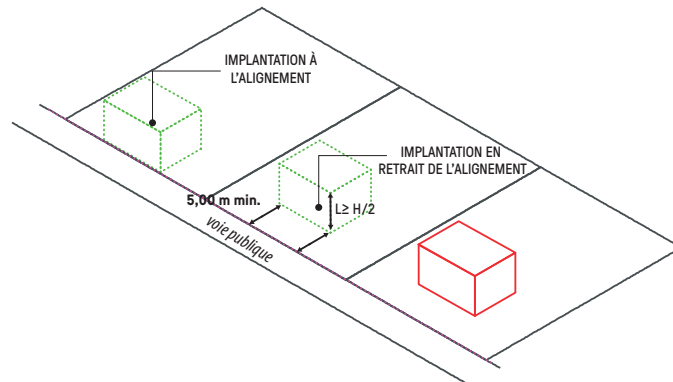 IMPLANTATION À
L'ALIGNEMENT
IMPLANTATION EN
RETRAIT DE L'ALIGNEMENT
5,00 m min.
L≥ H/2
voie publique